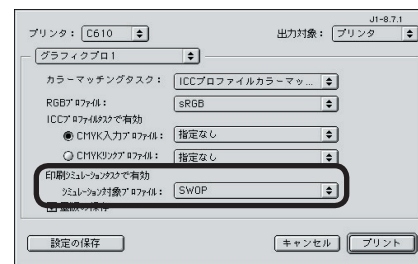 J1-8.7.1
プリンタ： C610 出力対象： プリンタ
グラフィクプロ1
カラーマッチングタスク： ICCプロファイルカラーマッ...
RGBﾌﾟﾛﾌｧｲﾙ： sRGB
ICCﾌﾟﾛﾌｧｲﾙﾀｽｸで有効
CMYK入力ﾌﾟﾛﾌｧｲﾙ： 指定なし
CMYKﾘﾝｸﾌﾟﾛﾌｧｲﾙ： 指定なし
印刷ｼﾐｭﾚｰｼｮﾝﾀｽｸで有効
ｼﾐｭﾚｰｼｮﾝ対象ﾌﾟﾛﾌｧｲﾙ： SWOP
墨版の保存
設定の保存 キャンセル プリント